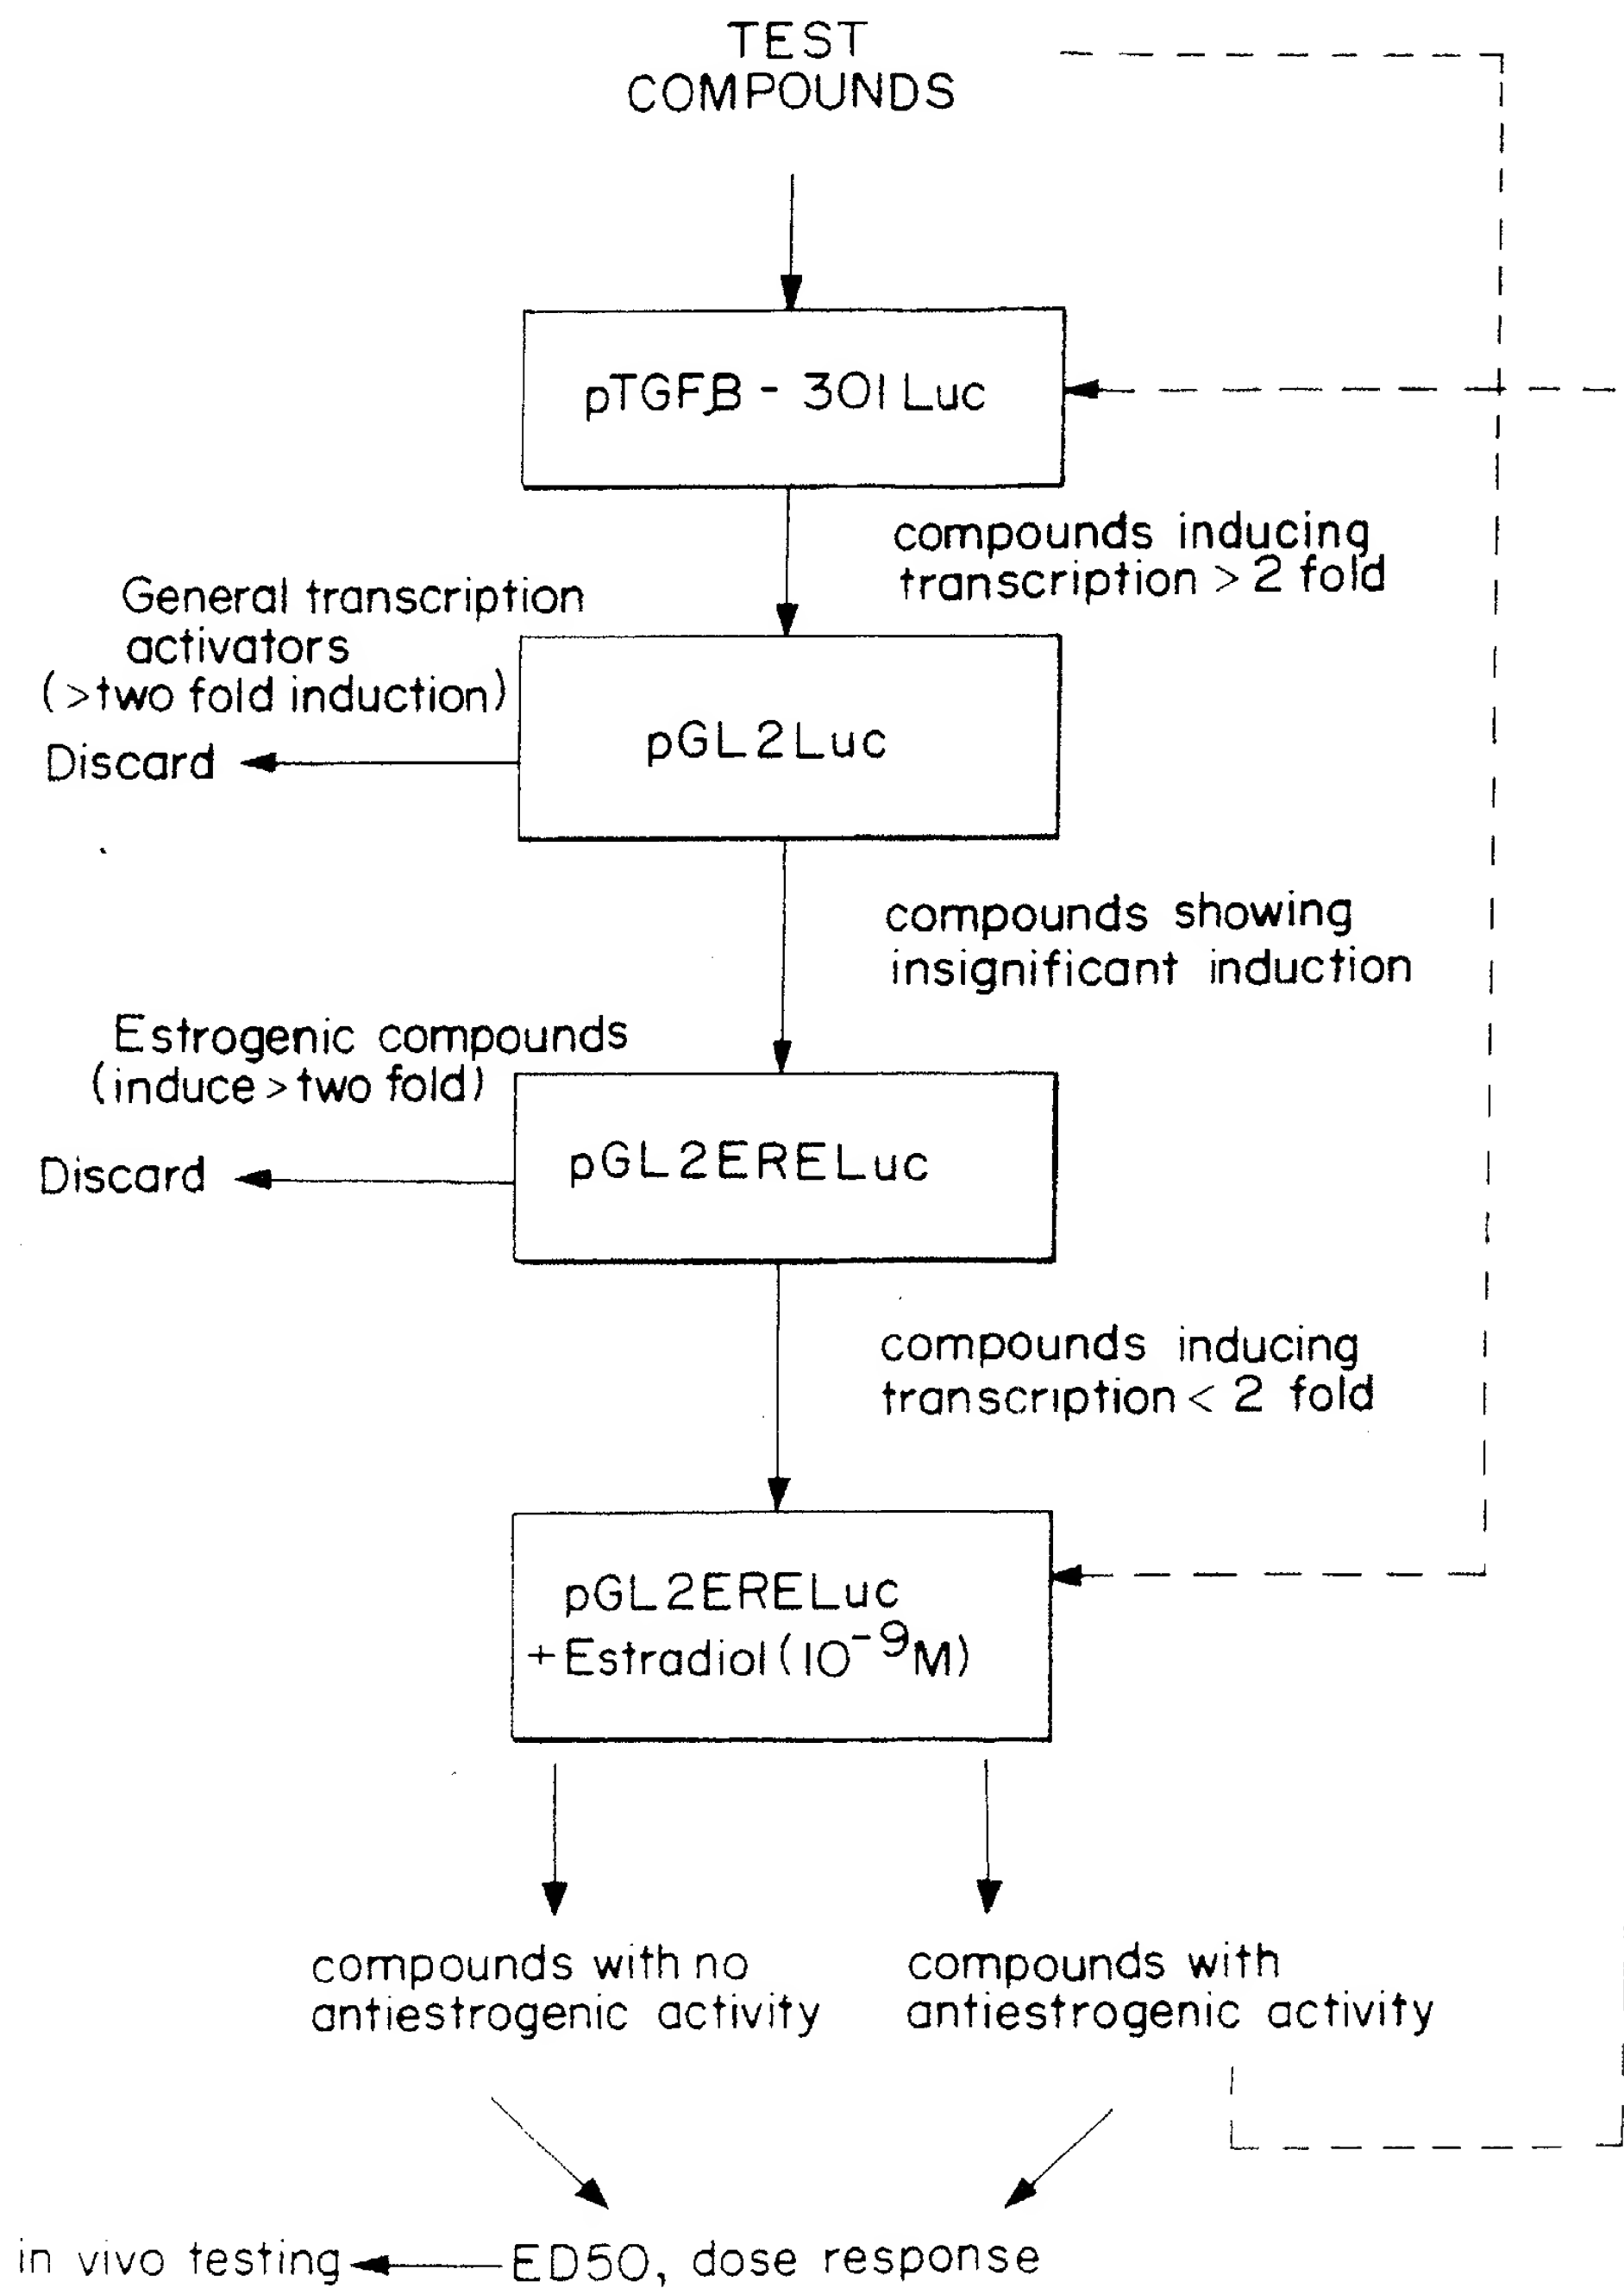 TEST
COMPOUNDS
pTGFβ - 301 Luc
compounds inducing
transcription > 2 fold
General transcription
activators
(>two fold induction)
Discard
pGL2Luc
compounds showing
insignificant induction
Estrogenic compounds
(induce > two fold)
Discard
pGL2ERELuc
compounds inducing
transcription < 2 fold
pGL2ERELuc
+Estradiol (10⁻⁹M)
compounds with no
antiestrogenic activity
compounds with
antiestrogenic activity
in vivo testing
ED50, dose response